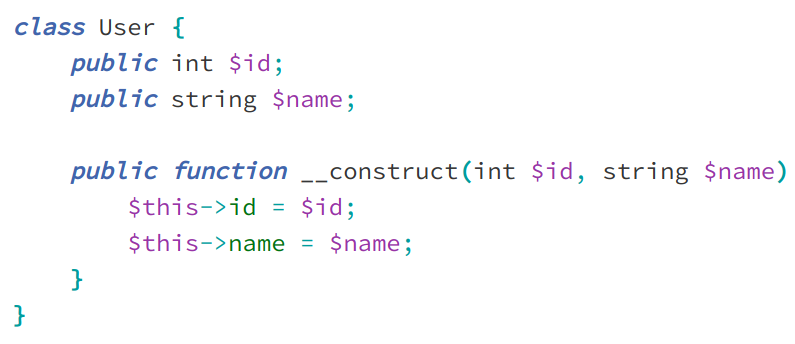 class User {
    public int $id;
    public string $name;

    public function __construct(int $id, string $name)
        $this->id = $id;
        $this->name = $name;
    }
}